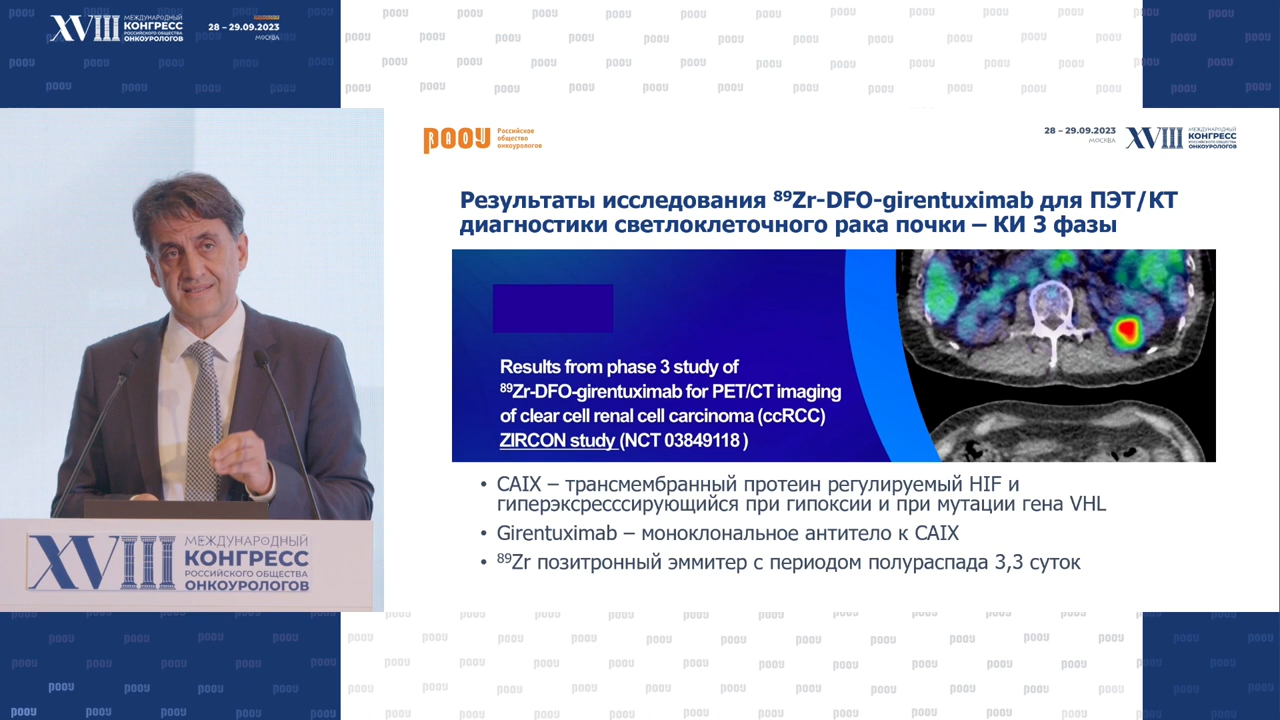 XVIII МЕЖДУНАРОДНЫЙ
КОНГРЕСС
РОССИЙСКОГО ОБЩЕСТВА
ОНКОУРОЛОГОВ
28 – 29.09.2023
МОСКВА
РООУ
Российское
общество
онкоурологов
28 – 29.09.2023
МОСКВА
XVIII МЕЖДУНАРОДНЫЙ
КОНГРЕСС
РОССИЙСКОГО ОБЩЕСТВА
ОНКОУРОЛОГОВ
Результаты исследования ⁸⁹Zr-DFO-girentuximab для ПЭТ/КТ
диагностики светлоклеточного рака почки – КИ 3 фазы
Results from phase 3 study of
⁸⁹Zr-DFO-girentuximab for PET/CT imaging
of clear cell renal cell carcinoma (ccRCC)
ZIRCON study (NCT 03849118 )
• CAIX – трансмембранный протеин регулируемый HIF и
гиперэксресссирующийся при гипоксии и при мутации гена VHL
• Girentuximab – моноклональное антитело к CAIX
• ⁸⁹Zr позитронный эммитер с периодом полураспада 3,3 суток
XVIII МЕЖДУНАРОДНЫЙ
КОНГРЕСС
РОССИЙСКОГО ОБЩЕСТВА
ОНКОУРОЛОГОВ